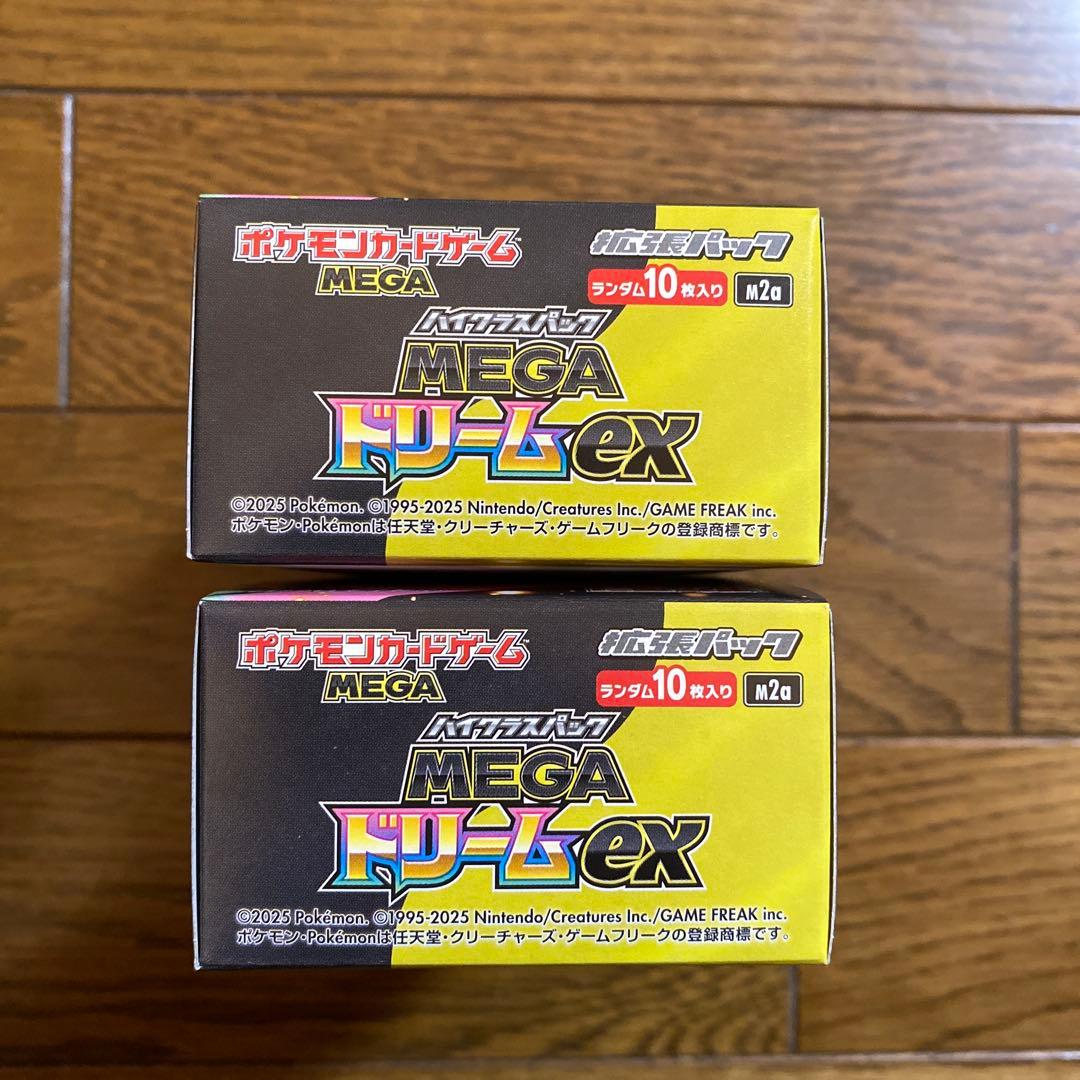 ポケモンカードゲーム
MEGA
拡張パック
ランダム10枚入り M2a
ハイクラスパック
MEGA
ドリームex
©2025 Pokémon. ©1995-2025 Nintendo/Creatures Inc./GAME FREAK inc.
ポケモン・Pokémonは任天堂・クリーチャーズ・ゲームフリークの登録商標です。
ポケモンカードゲーム™
MEGA
拡張パック
ランダム10枚入り M2a
ハイクラスパック
MEGA
ドリームex
©2025 Pokémon. ©1995-2025 Nintendo/Creatures Inc./GAME FREAK inc.
ポケモン・Pokémonは任天堂・クリーチャーズ・ゲームフリークの登録商標です。